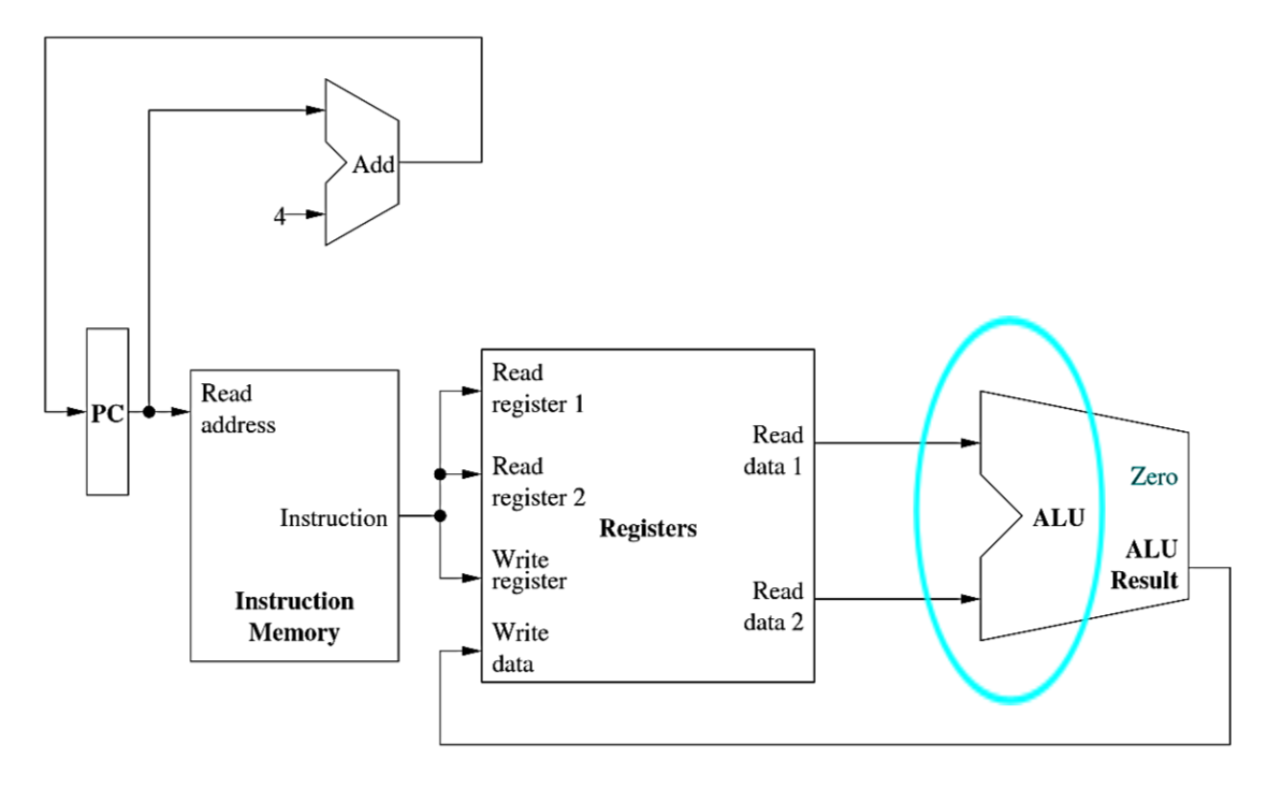 Add
4
PC
Read
address
Instruction
Instruction
Memory
Read
register 1
Read
register 2
Write
register
Write
data
Registers
Read
data 1
Read
data 2
ALU
Zero
ALU
Result